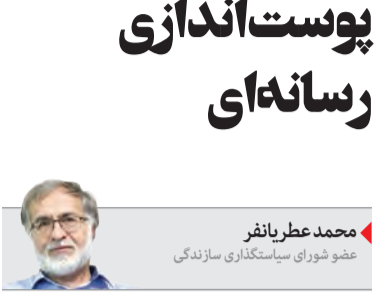 پوست‌اندازی
رسانه‌ای
محمد عطریانفر
عضو شورای سیاستگذاری سازندگی